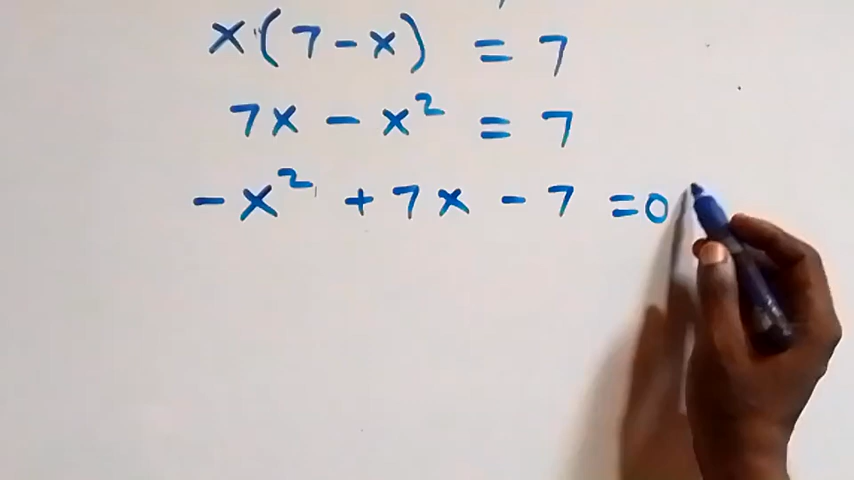 x(7-x) = 7
7x - x² = 7
-x² + 7x - 7 = 0